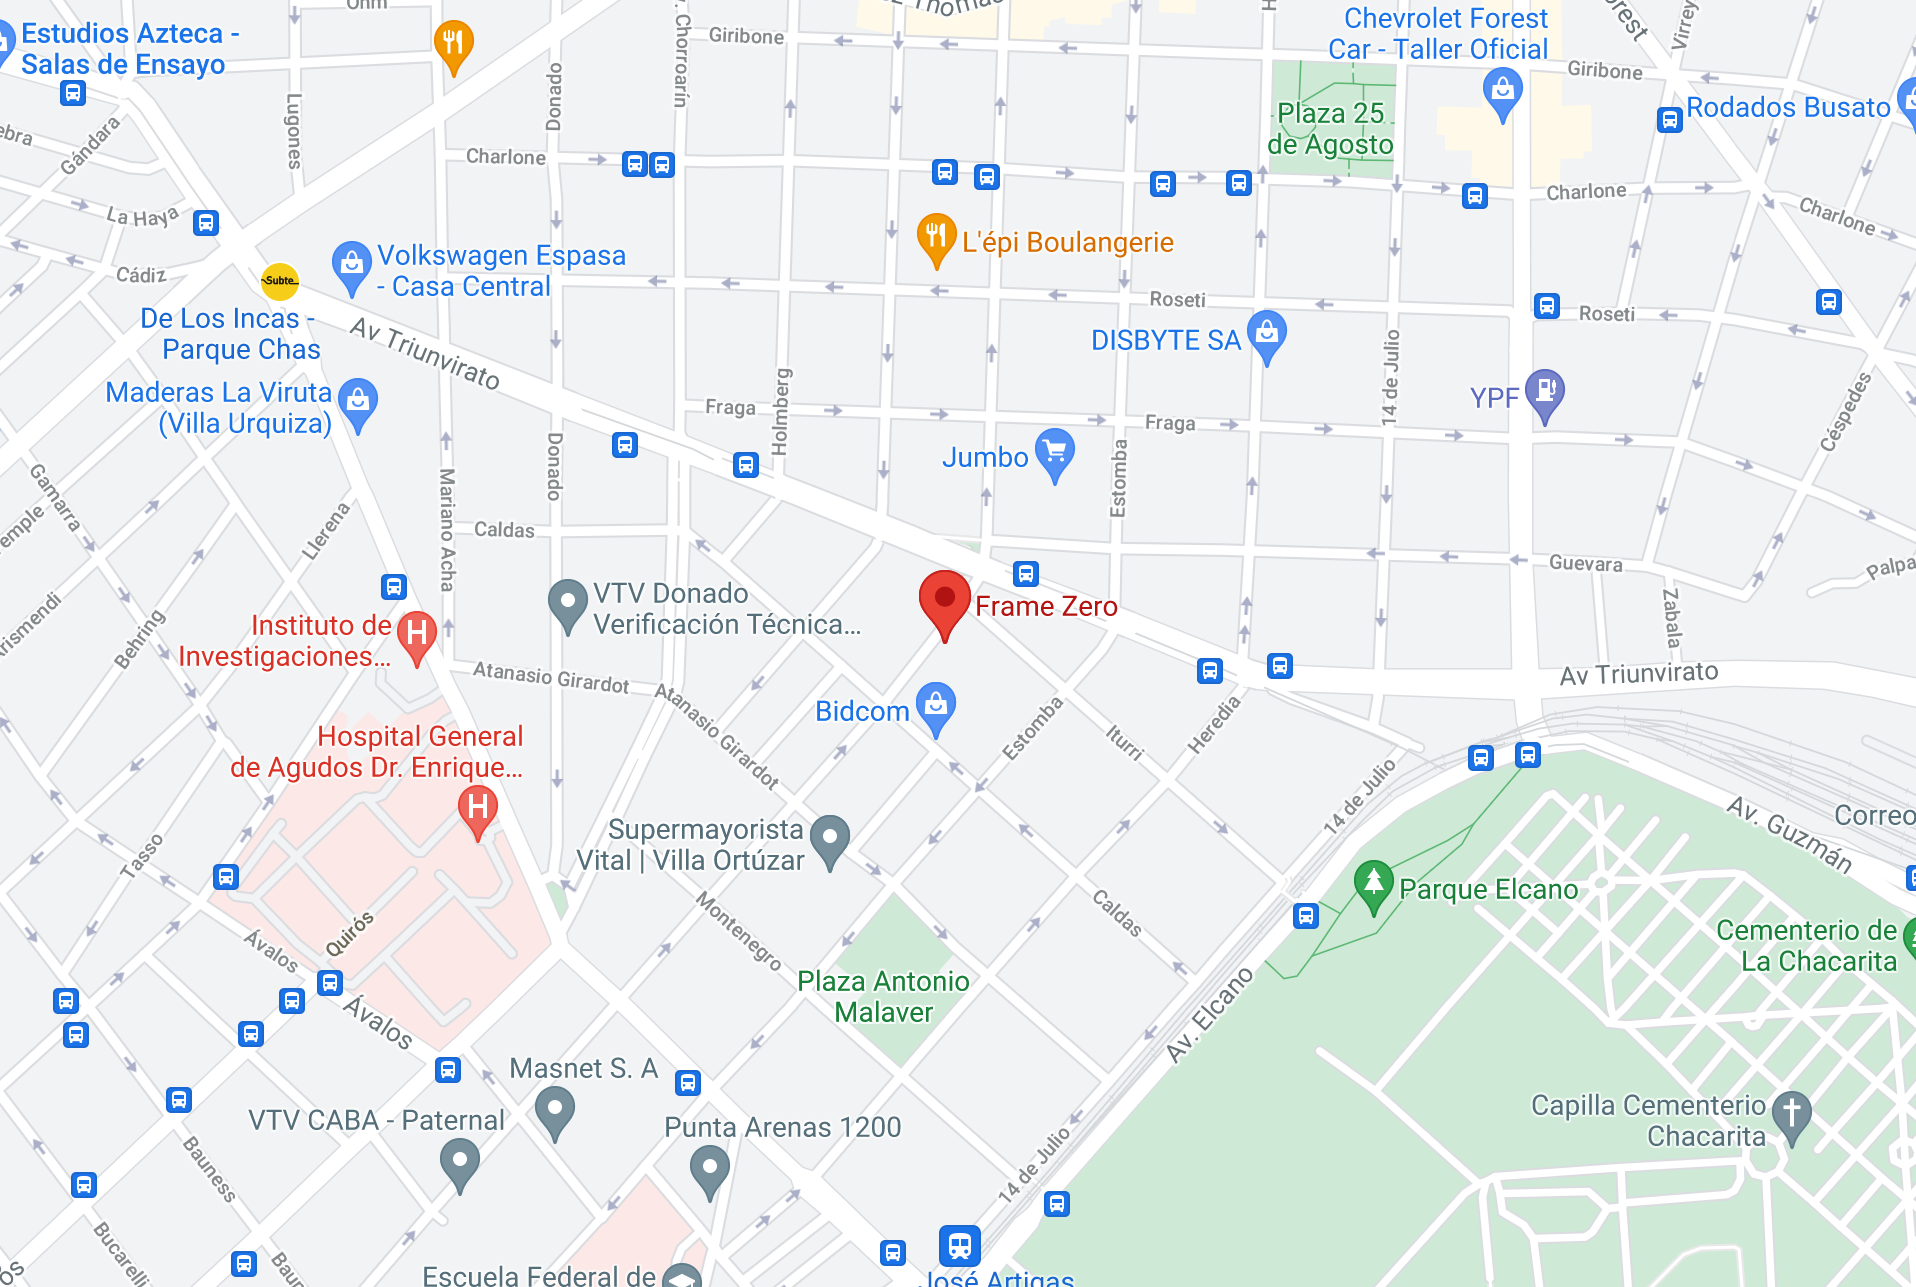 Ohm
Estudios Azteca -
Salas de Ensayo
Lugones
Donado
Chorroarín
Giribone
Thomas
Chevrolet Forest
Car - Taller Oficial
Virrey
Giribone
Rodados Busato
Plaza 25
de Agosto
Gándara
Charlone
Charlone
Charlone
La Haya
Cádiz
Subte
Volkswagen Espasa
- Casa Central
L'épi Boulangerie
Roseti
Roseti
De Los Incas -
Parque Chas
Av Triunvirato
DISBYTE SA
14 de Julio
Maderas La Viruta
(Villa Urquiza)
Fraga
Holmberg
Fraga
YPF
Céspedes
Jumbo
Estomba
Donado
Gamarra
Mariano Acha
Llerena
Caldas
Guevara
Zabala
VTV Donado
Verificación Técnica...
Frame Zero
Behring
Instituto de
Investigaciones...
Atanasio Girardot
Atanasio Girardot
Av Triunvirato
Bidcom
Estomba
Iturri
Heredia
Hospital General
de Agudos Dr. Enrique...
14 de Julio
Av. Guzmán
Correo
Supermayorista
Vital | Villa Ortúzar
Tasso
Parque Elcano
Caldas
Montenegro
Quirós
Ávalos
Cementerio de
La Chacarita
Plaza Antonio
Malaver
Av. Elcano
Ávalos
Masnet S. A
VTV CABA - Paternal
Punta Arenas 1200
Capilla Cementerio
Chacarita
Bauness
14 de Julio
Bucarelli
Escuela Federal de
José Artigas